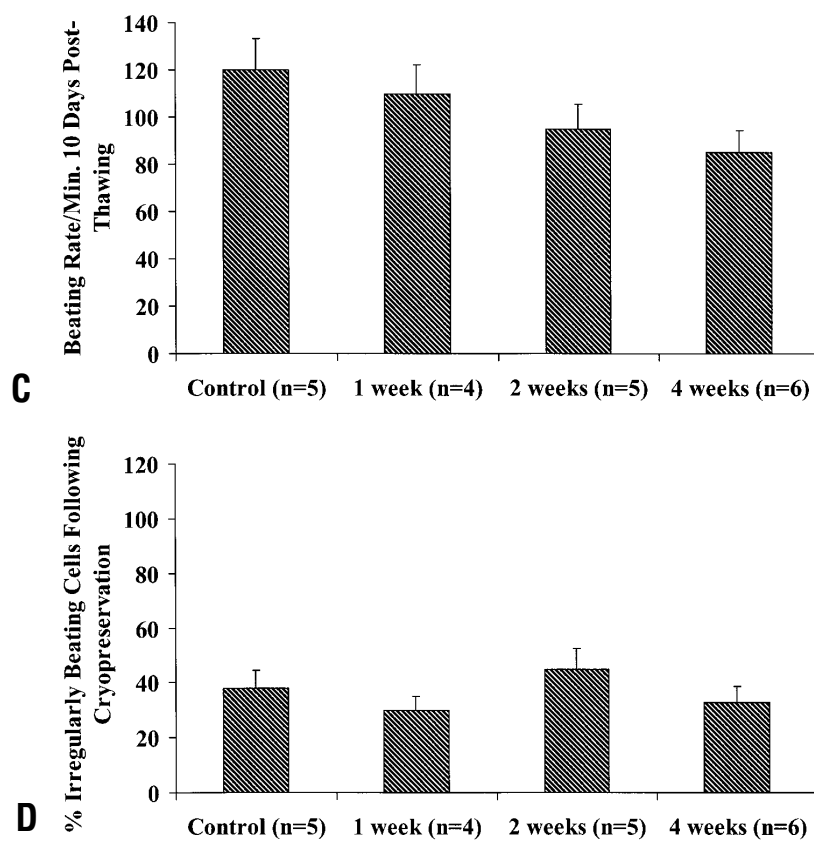 Beating Rate/Min. 10 Days Post-
Thawing
140
120
100
80
60
40
20
0
Control (n=5) 1 week (n=4) 2 weeks (n=5) 4 weeks (n=6)
C
% Irregularly Beating Cells Following
Cryopreservation
120
100
80
60
40
20
0
Control (n=5) 1 week (n=4) 2 weeks (n=5) 4 weeks (n=6)
D